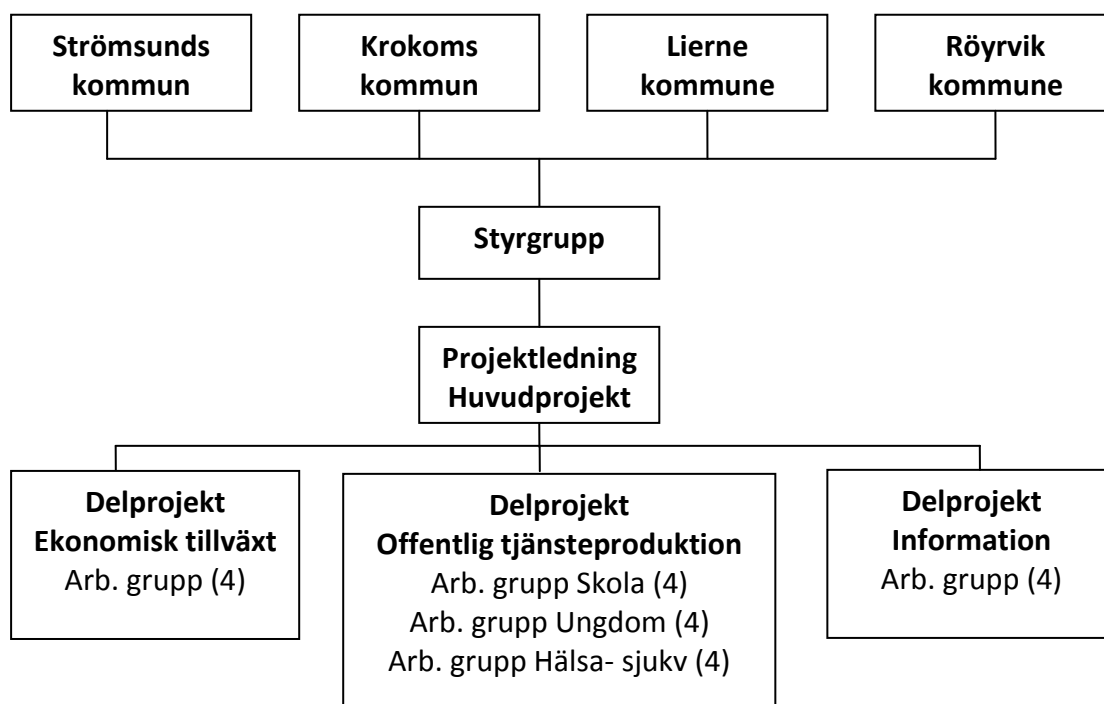 Strömsunds
kommun
Krokoms
kommun
Lierne
kommune
Röyrvik
kommune
Styrgrupp
Projektledning
Huvudprojekt
Delprojekt
Ekonomisk tillväxt
Arb. grupp (4)
Delprojekt
Offentlig tjänsteproduktion
Arb. grupp Skola (4)
Arb. grupp Ungdom (4)
Arb. grupp Hälsa- sjukv (4)
Delprojekt
Information
Arb. grupp (4)